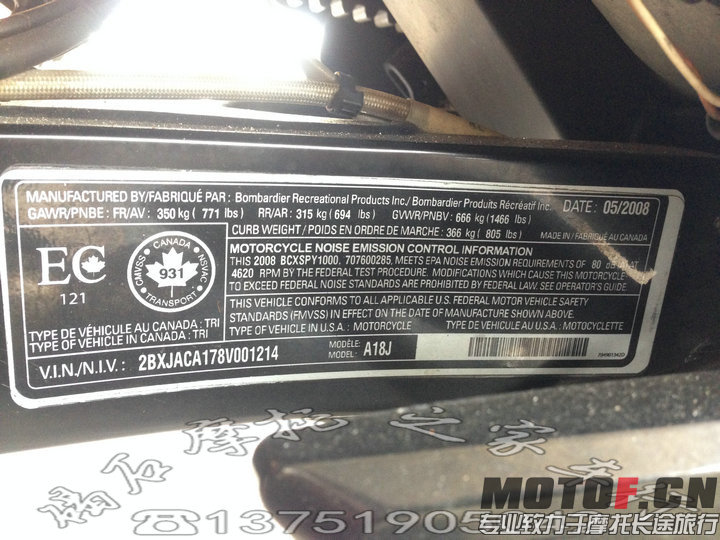 MANUFACTURED BY/FABRIQUÉ PAR : Bombardier Recreational Products Inc./ Bombardier Produits Récréatif Inc. DATE : 05/2008
GAWR/PNBE: FR/AV: 350 kg ( 771 lbs) RR/AR: 315 kg ( 694 lbs) GVWR/PNBV: 666 kg (1466 lbs)
CURB WEIGHT / POIDS EN ORDRE DE MARCHE : 366 kg ( 805 lbs) MADE IN / FABRIQUÉ AU CANADA
EC
121
CANADA
CMVSS NSVAC
931
TRANSPORT
MOTORCYCLE NOISE EMISSION CONTROL INFORMATION
THIS 2008 BCXSPY1000. 707600285, MEETS EPA NOISE EMISSION REQUIREMENTS OF 80 dB AT
4620 RPM BY THE FEDERAL TEST PROCEDURE. MODIFICATIONS WHICH CAUSE THIS MOTORCYCLE
TO EXCEED FEDERAL NOISE STANDARDS ARE PROHIBITED BY FEDERAL LAW. SEE OPERATOR'S GUIDE.
THIS VEHICLE CONFORMS TO ALL APPLICABLE U.S. FEDERAL MOTOR VEHICLE SAFETY
STANDARDS (FMVSS) IN EFFECT ON THE DATE OF MANUFACTURE SHOWN ABOVE.
TYPE OF VEHICLE IN U.S.A. : MOTORCYCLE TYPE DE VÉHICULE AU U.S.A. : MOTOCYCLETTE
TYPE DE VÉHICULE AU CANADA : TRI
TYPE OF VEHICLE IN CANADA : TRI
V.I.N./N.I.V. : 2BXJACA178V001214
MODÈLE:
MODEL: A18J
704901342D
摩托之家
☎13751905
MOTOF.CN
专业致力于摩托长途旅行